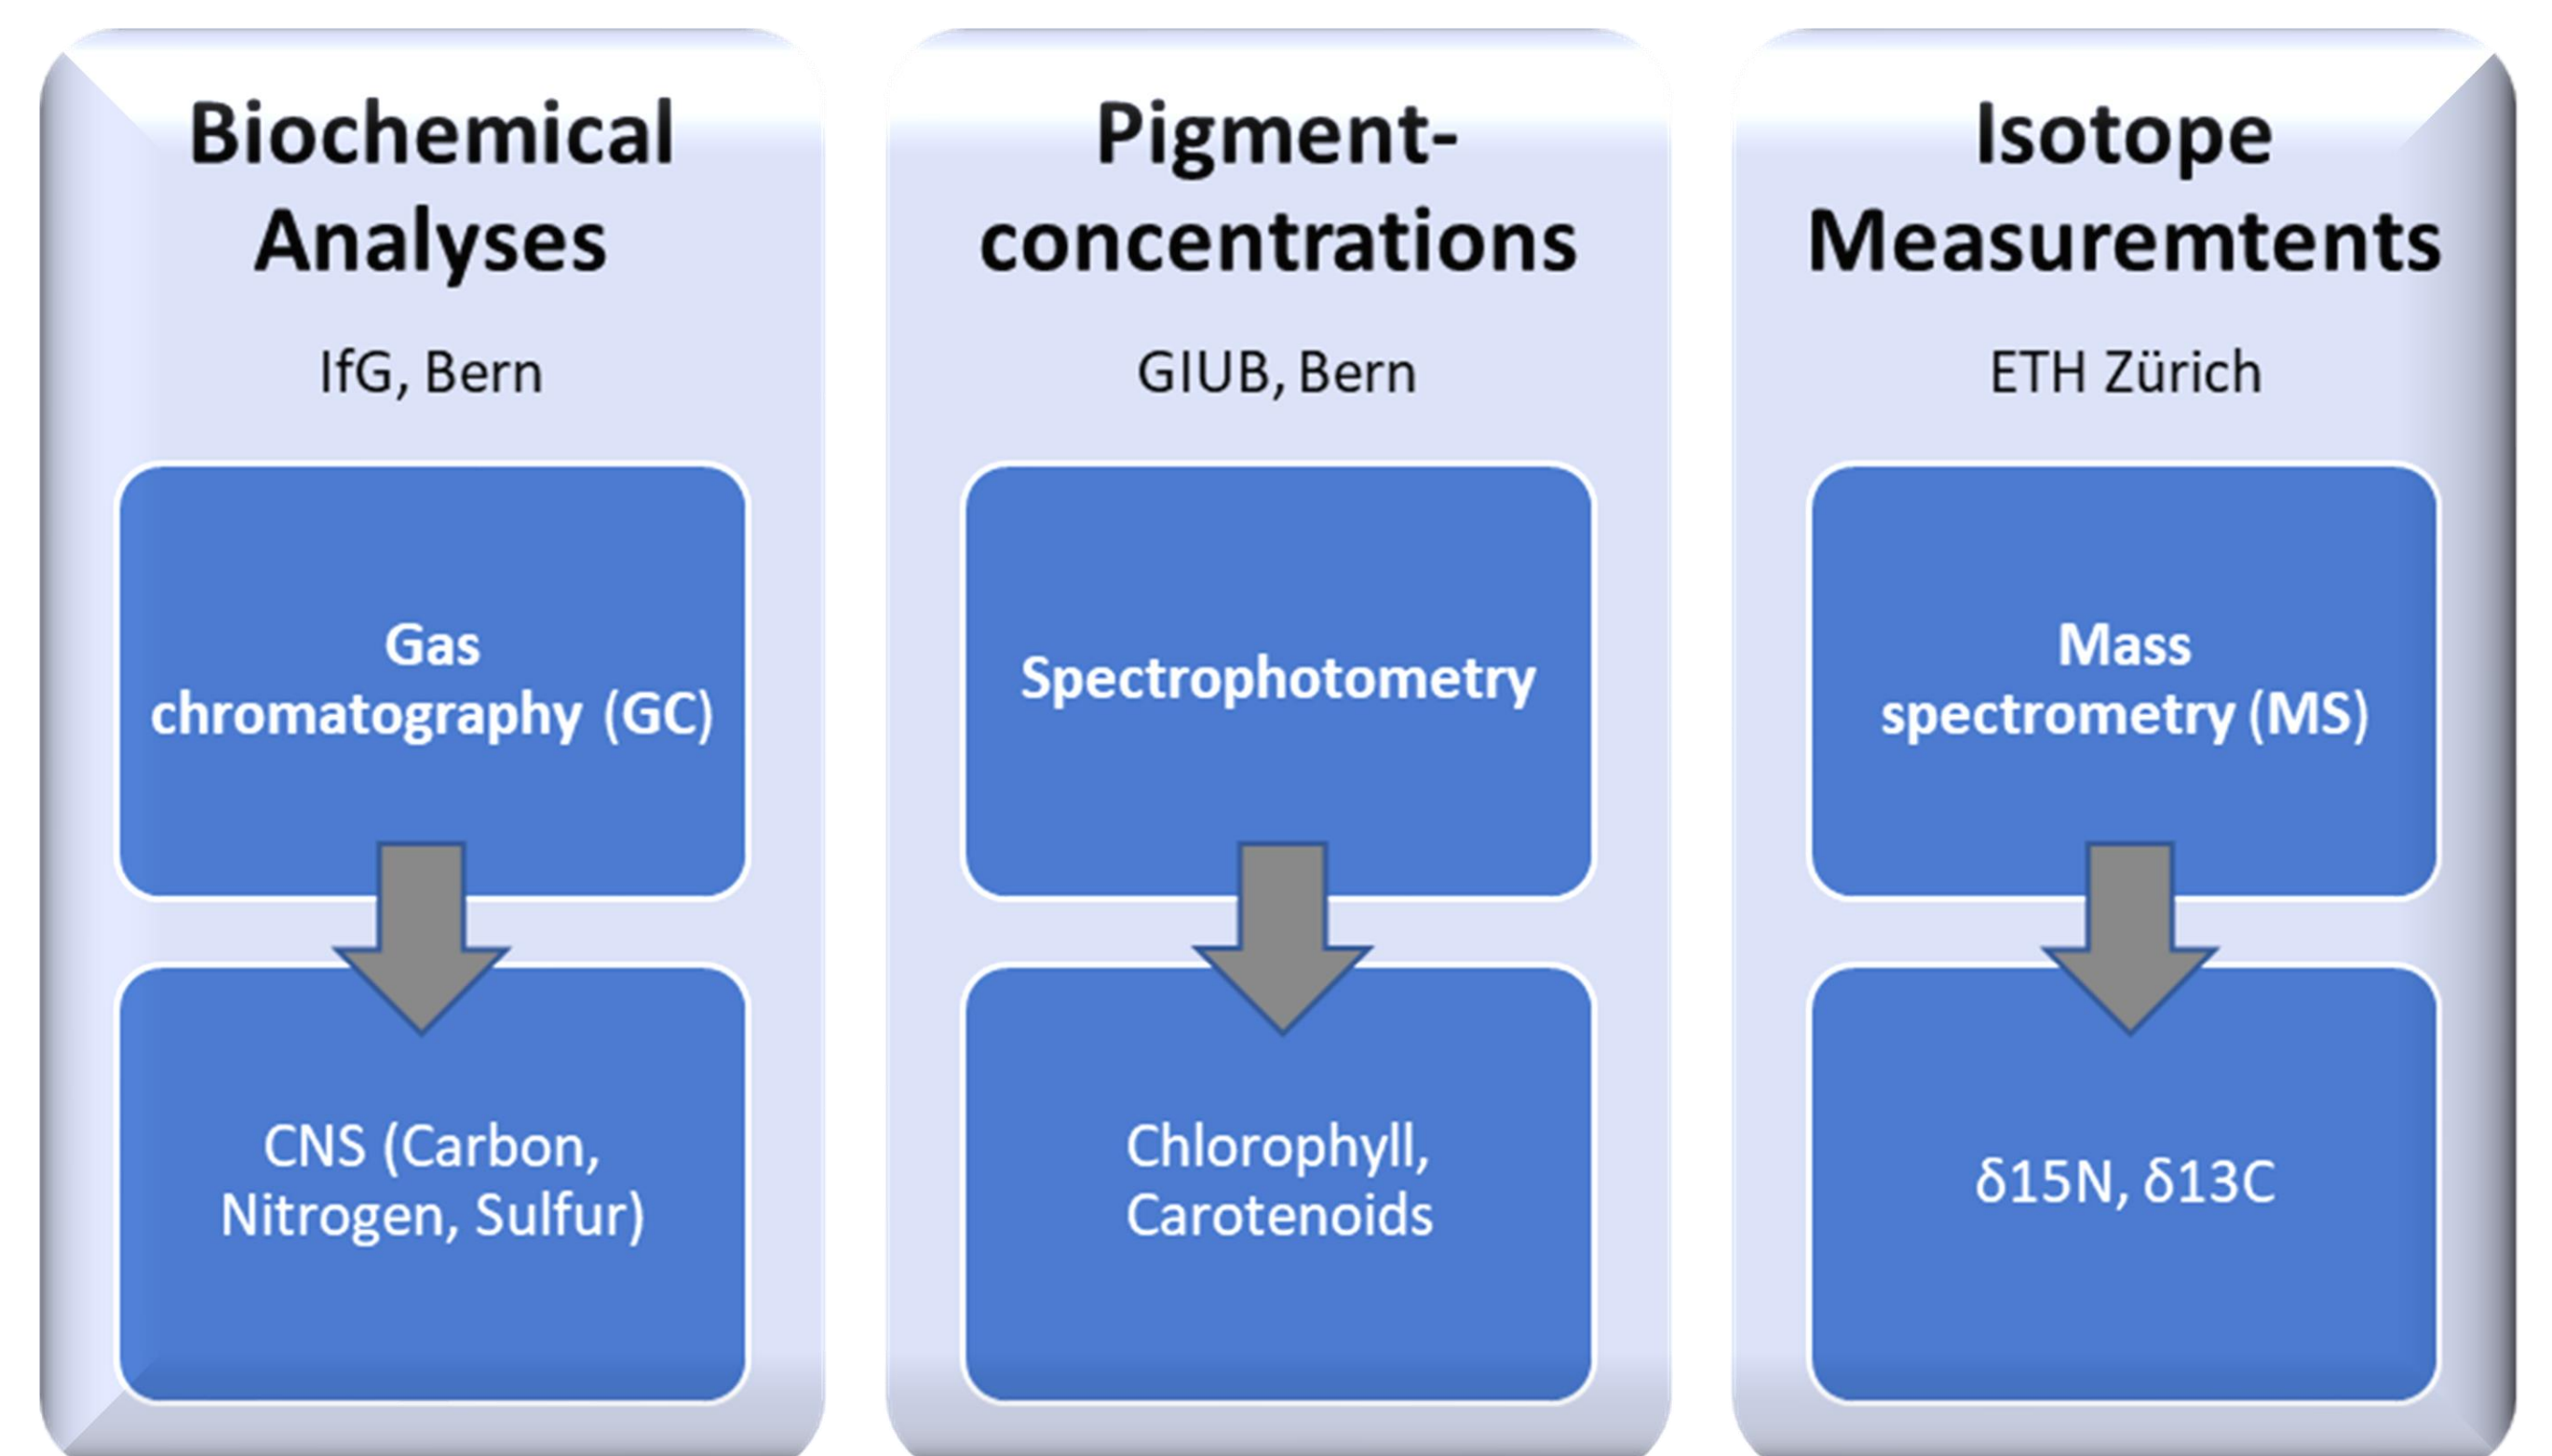 Biochemical
Analyses
IfG, Bern
Gas
chromatography (GC)
CNS (Carbon,
Nitrogen, Sulfur)
Pigment-
concentrations
GIUB, Bern
Spectrophotometry
Chlorophyll,
Carotenoids
Isotope
Measuremtents
ETH Zürich
Mass
spectrometry (MS)
δ15N, δ13C